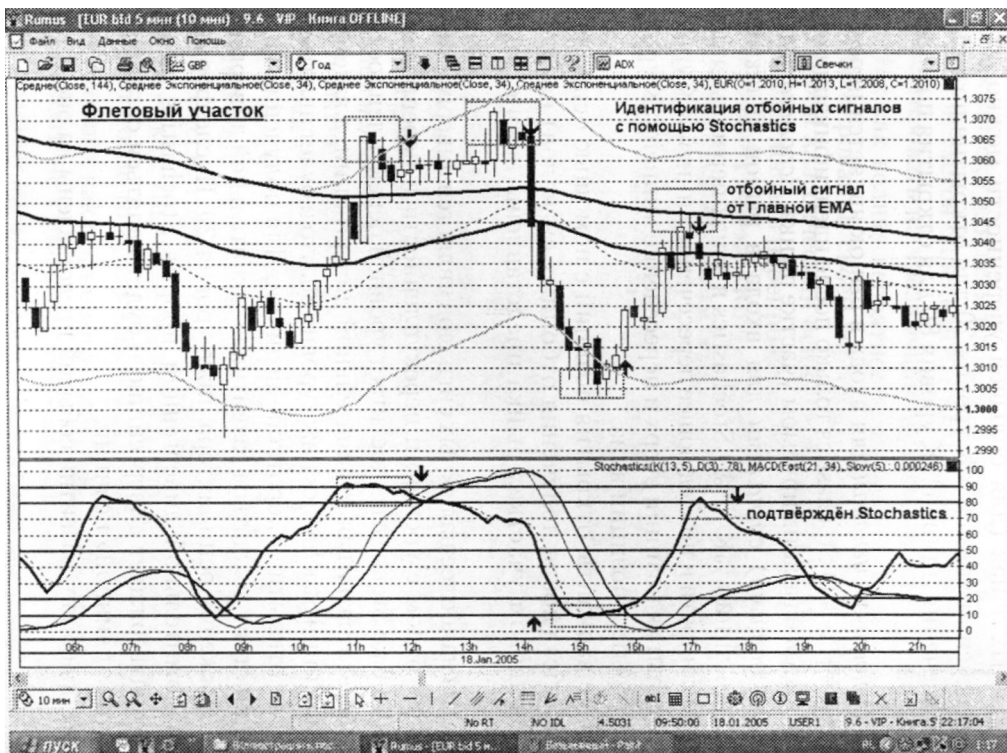 Rumus - [EUR bid 5 мин (10 мин) - 9.6 - VIP - Книга OFFLINE]
Файл Вид Данные Окно Помощь
GBP Год ADX Свечки
Средне(Close, 144), Среднее Экспоненциальное(Close, 34), Среднее Экспоненциальное(Close, 34), Среднее Экспоненциальное(Close, 34), EUR(O=1.2010, H=1.2013, L=1.2008, C=1.2010)
Флетовый участок
Идентификация отбойных сигналов
с помощью Stochastics
отбойный сигнал
от Главной EMA
1.3075
1.3070
1.3065
1.3060
1.3055
1.3050
1.3045
1.3040
1.3035
1.3030
1.3025
1.3020
1.3015
1.3010
1.3005
1.3000
1.2995
1.2990
Stochastics(K(13, 5), D(3) : 78), MACD(Fast(21, 34), Slow(5) : 0.000246)
подтверждён Stochastics
100
90
80
70
60
50
40
30
20
10
0
06h 07h 08h 09h 10h 11h 12h 13h 14h 15h 16h 17h 18h 19h 20h 21h
18.Jan.2005
10 мин abl
No RT NO IDL 4.5031 09:50:00 18.01.2005 USER1 9.6 - VIP - Книга.5 22:17:04
пуск Rumus - [EUR bid 5 м...